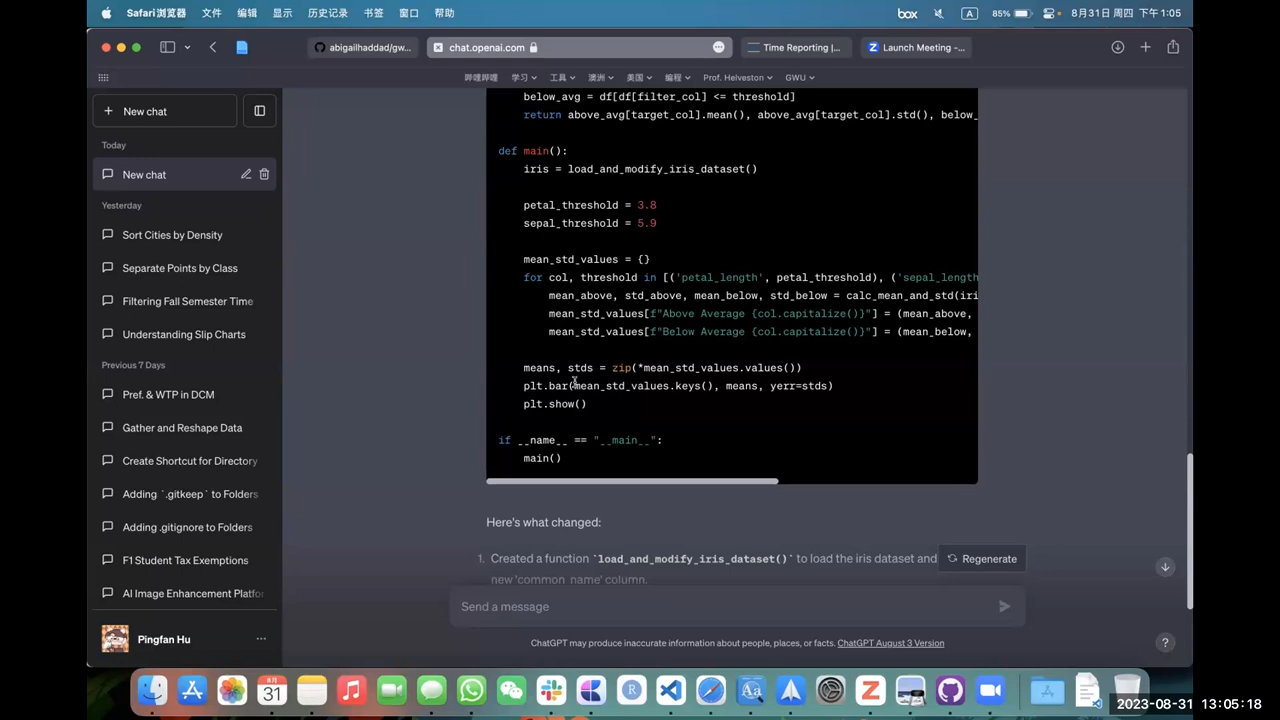 Safari浏览器 文件 编辑 显示 历史记录 书签 窗口 帮助 box A 85% 8月31日 周四 下午1:05
abigailhaddad/gw... chat.openai.com Time Reporting |... Launch Meeting -...
哔哩哔哩 学习 工具 澳洲 美国 编程 Prof. Helveston GWU
New chat
Today
New chat
Yesterday
Sort Cities by Density
Separate Points by Class
Filtering Fall Semester Time
Understanding Slip Charts
Previous 7 Days
Pref. & WTP in DCM
Gather and Reshape Data
Create Shortcut for Directory
Adding `.gitkeep` to Folders
Adding .gitignore to Folders
F1 Student Tax Exemptions
AI Image Enhancement Platfo
Pingfan Hu
below_avg = df[df[filter_col] <= threshold]
return above_avg[target_col].mean(), above_avg[target_col].std(), below_
def main():
iris = load_and_modify_iris_dataset()
petal_threshold = 3.8
sepal_threshold = 5.9
mean_std_values = {}
for col, threshold in [('petal_length', petal_threshold), ('sepal_length
mean_above, std_above, mean_below, std_below = calc_mean_and_std(iri
mean_std_values[f"Above Average {col.capitalize()}"] = (mean_above,
mean_std_values[f"Below Average {col.capitalize()}"] = (mean_below,
means, stds = zip(*mean_std_values.values())
plt.bar(mean_std_values.keys(), means, yerr=stds)
plt.show()
if __name__ == "__main__":
main()
Here's what changed:
1. Created a function `load_and_modify_iris_dataset()` to load the iris dataset and
new 'common_name' column.
Regenerate
Send a message
ChatGPT may produce inaccurate information about people, places, or facts. ChatGPT August 3 Version
?
8月
31
2023-08-31 13:05:18